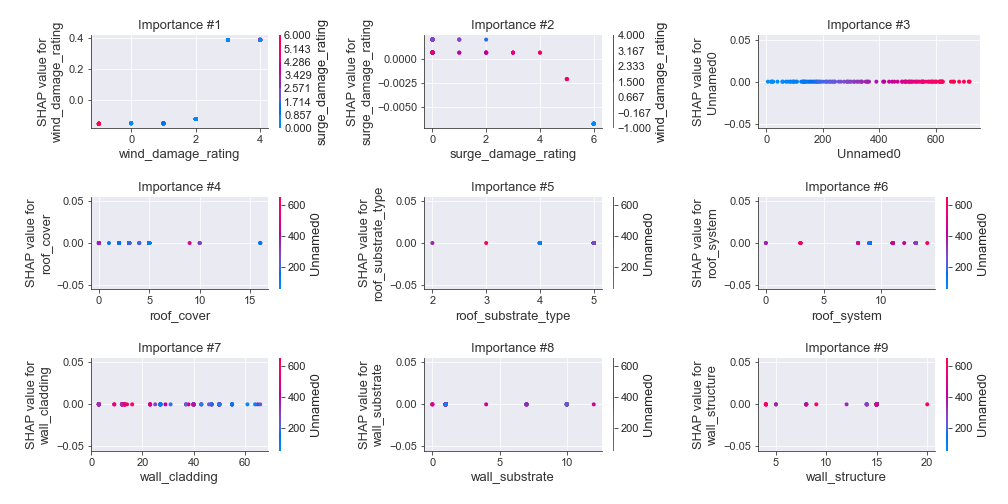 Importance #1
SHAP value for
wind_damage_rating
0.4
0.2
0.0
0
2
4
wind_damage_rating
6.000
5.143
4.286
3.429
2.571
1.714
0.857
0.000
surge_damage_rating
Importance #2
SHAP value for
surge_damage_rating
0.0000
−0.0025
−0.0050
0
2
4
6
surge_damage_rating
4.000
3.167
2.333
1.500
0.667
−0.167
−1.000
wind_damage_rating
Importance #3
SHAP value for
Unnamed0
0.05
0.00
−0.05
0
200
400
600
Unnamed0
Importance #4
SHAP value for
roof_cover
0.05
0.00
−0.05
0
5
10
15
roof_cover
600
400
200
Unnamed0
Importance #5
SHAP value for
roof_substrate_type
0.05
0.00
−0.05
2
3
4
5
roof_substrate_type
600
400
200
Unnamed0
Importance #6
SHAP value for
roof_system
0.05
0.00
−0.05
0
5
10
roof_system
600
400
200
Unnamed0
Importance #7
SHAP value for
wall_cladding
0.05
0.00
−0.05
0
20
40
60
wall_cladding
600
400
200
Unnamed0
Importance #8
SHAP value for
wall_substrate
0.05
0.00
−0.05
0
5
10
wall_substrate
600
400
200
Unnamed0
Importance #9
SHAP value for
wall_structure
0.05
0.00
−0.05
5
10
15
20
wall_structure
600
400
200
Unnamed0